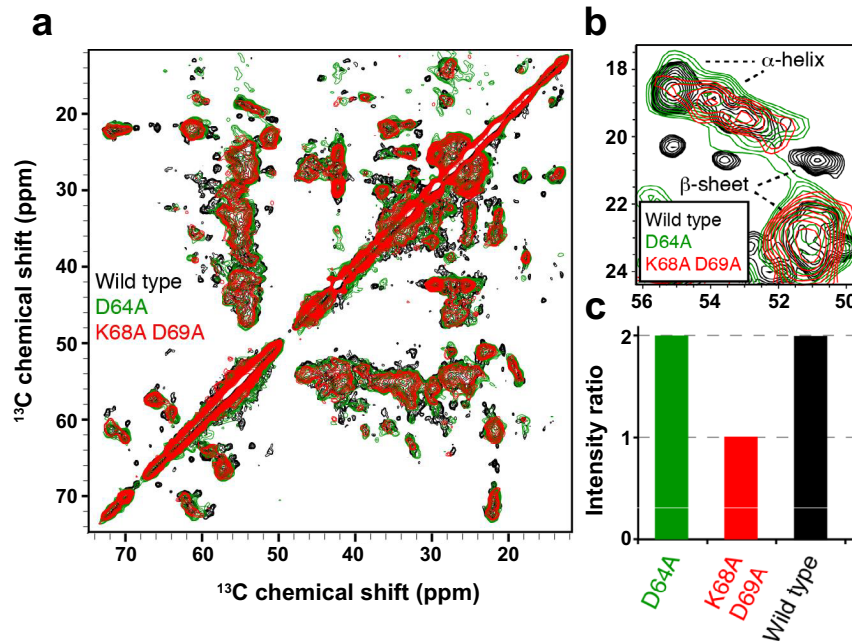 a
20
30
40
50
60
70
¹³C chemical shift (ppm)
Wild type
D64A
K68A D69A
70
60
50
40
30
20
¹³C chemical shift (ppm)
b
18
20
22
24
α-helix
β-sheet
Wild type
D64A
K68A D69A
56
54
52
50
c
2
1
0
Intensity ratio
D64A
K68A
D69A
Wild type